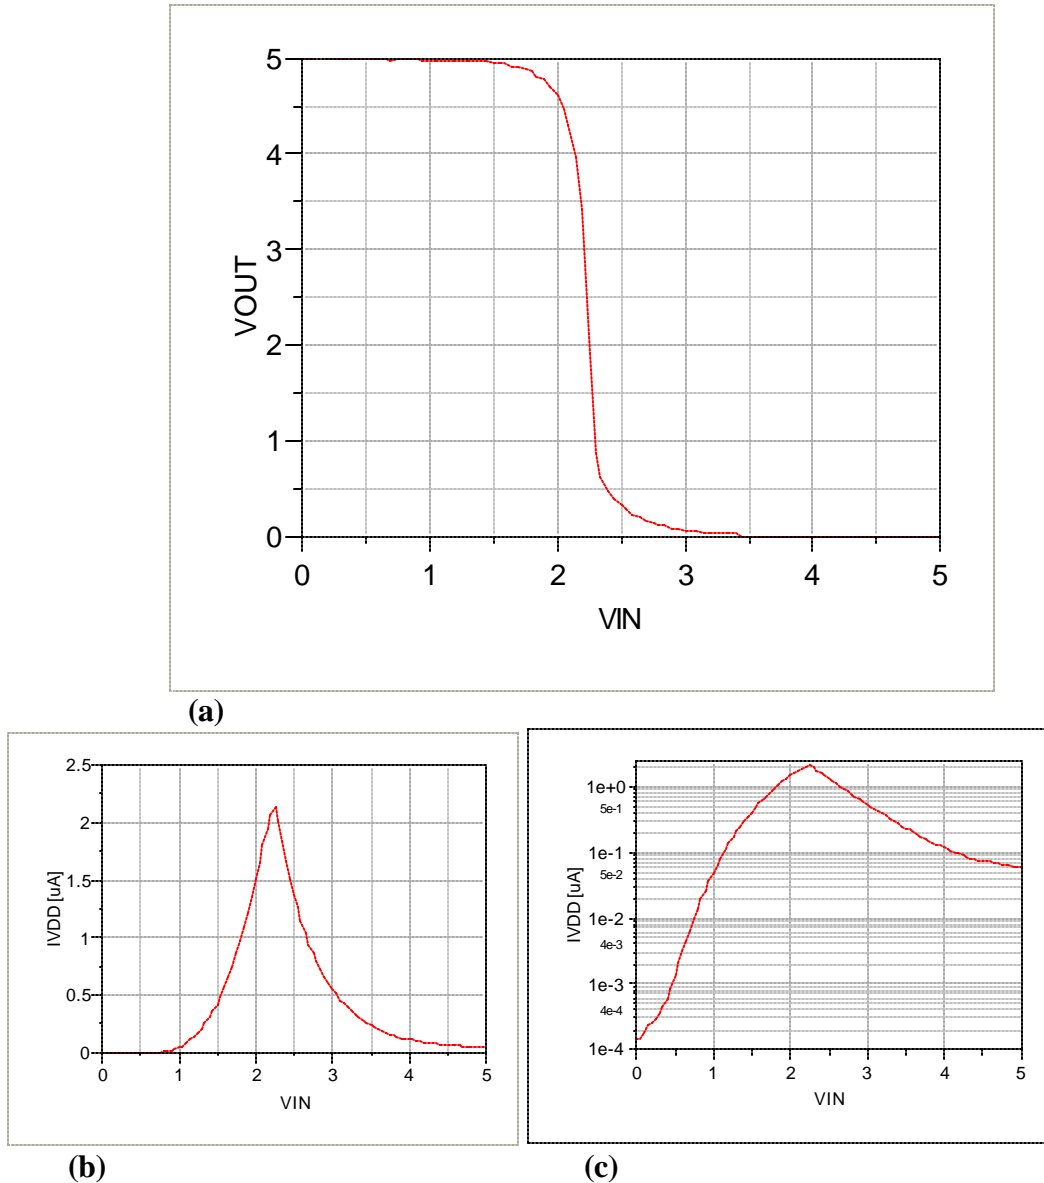 5
4
3
2
1
0
VOUT
0 1 2 3 4 5
VIN
(a)
2.5
2
1.5
1
0.5
0
IVDD [uA]
0 1 2 3 4 5
VIN
(b)
1e+0
5e-1
1e-1
5e-2
1e-2
4e-3
1e-3
4e-4
1e-4
IVDD [uA]
0 1 2 3 4 5
VIN
(c)